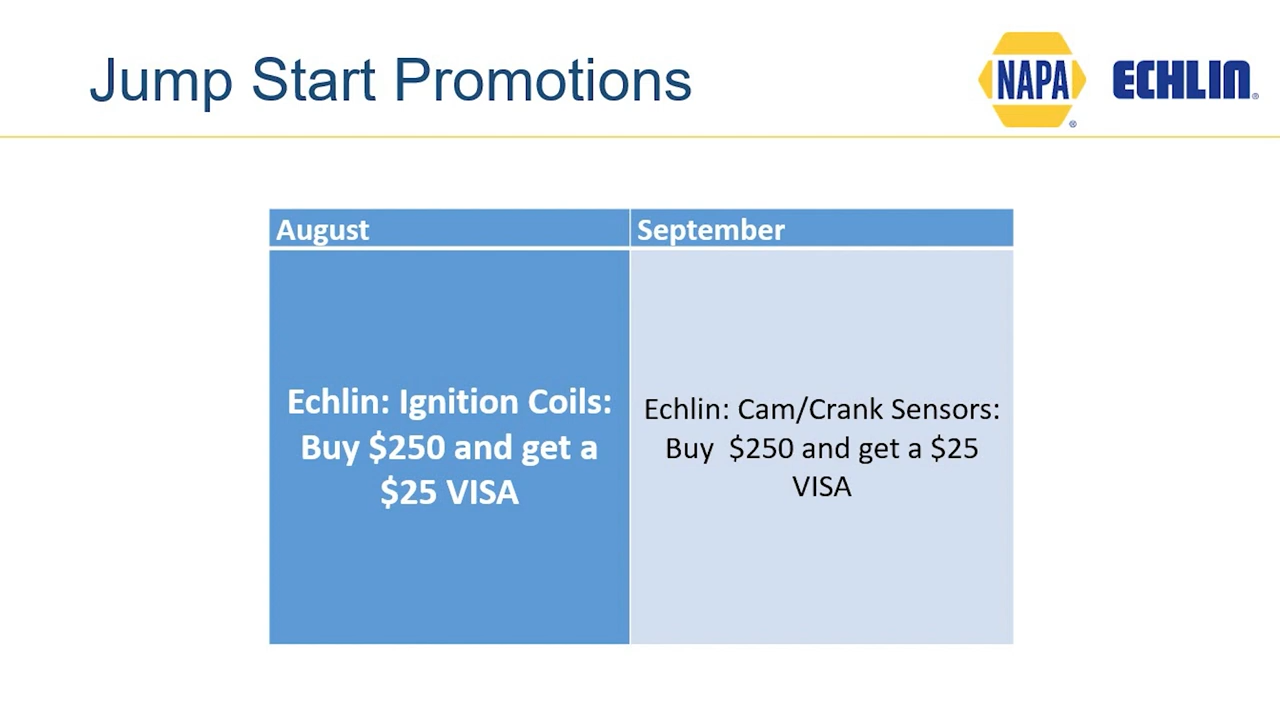 Jump Start Promotions
NAPA
®
ECHLIN®
August
September
Echlin: Ignition Coils:
Buy $250 and get a
$25 VISA
Echlin: Cam/Crank Sensors:
Buy  $250 and get a $25
VISA